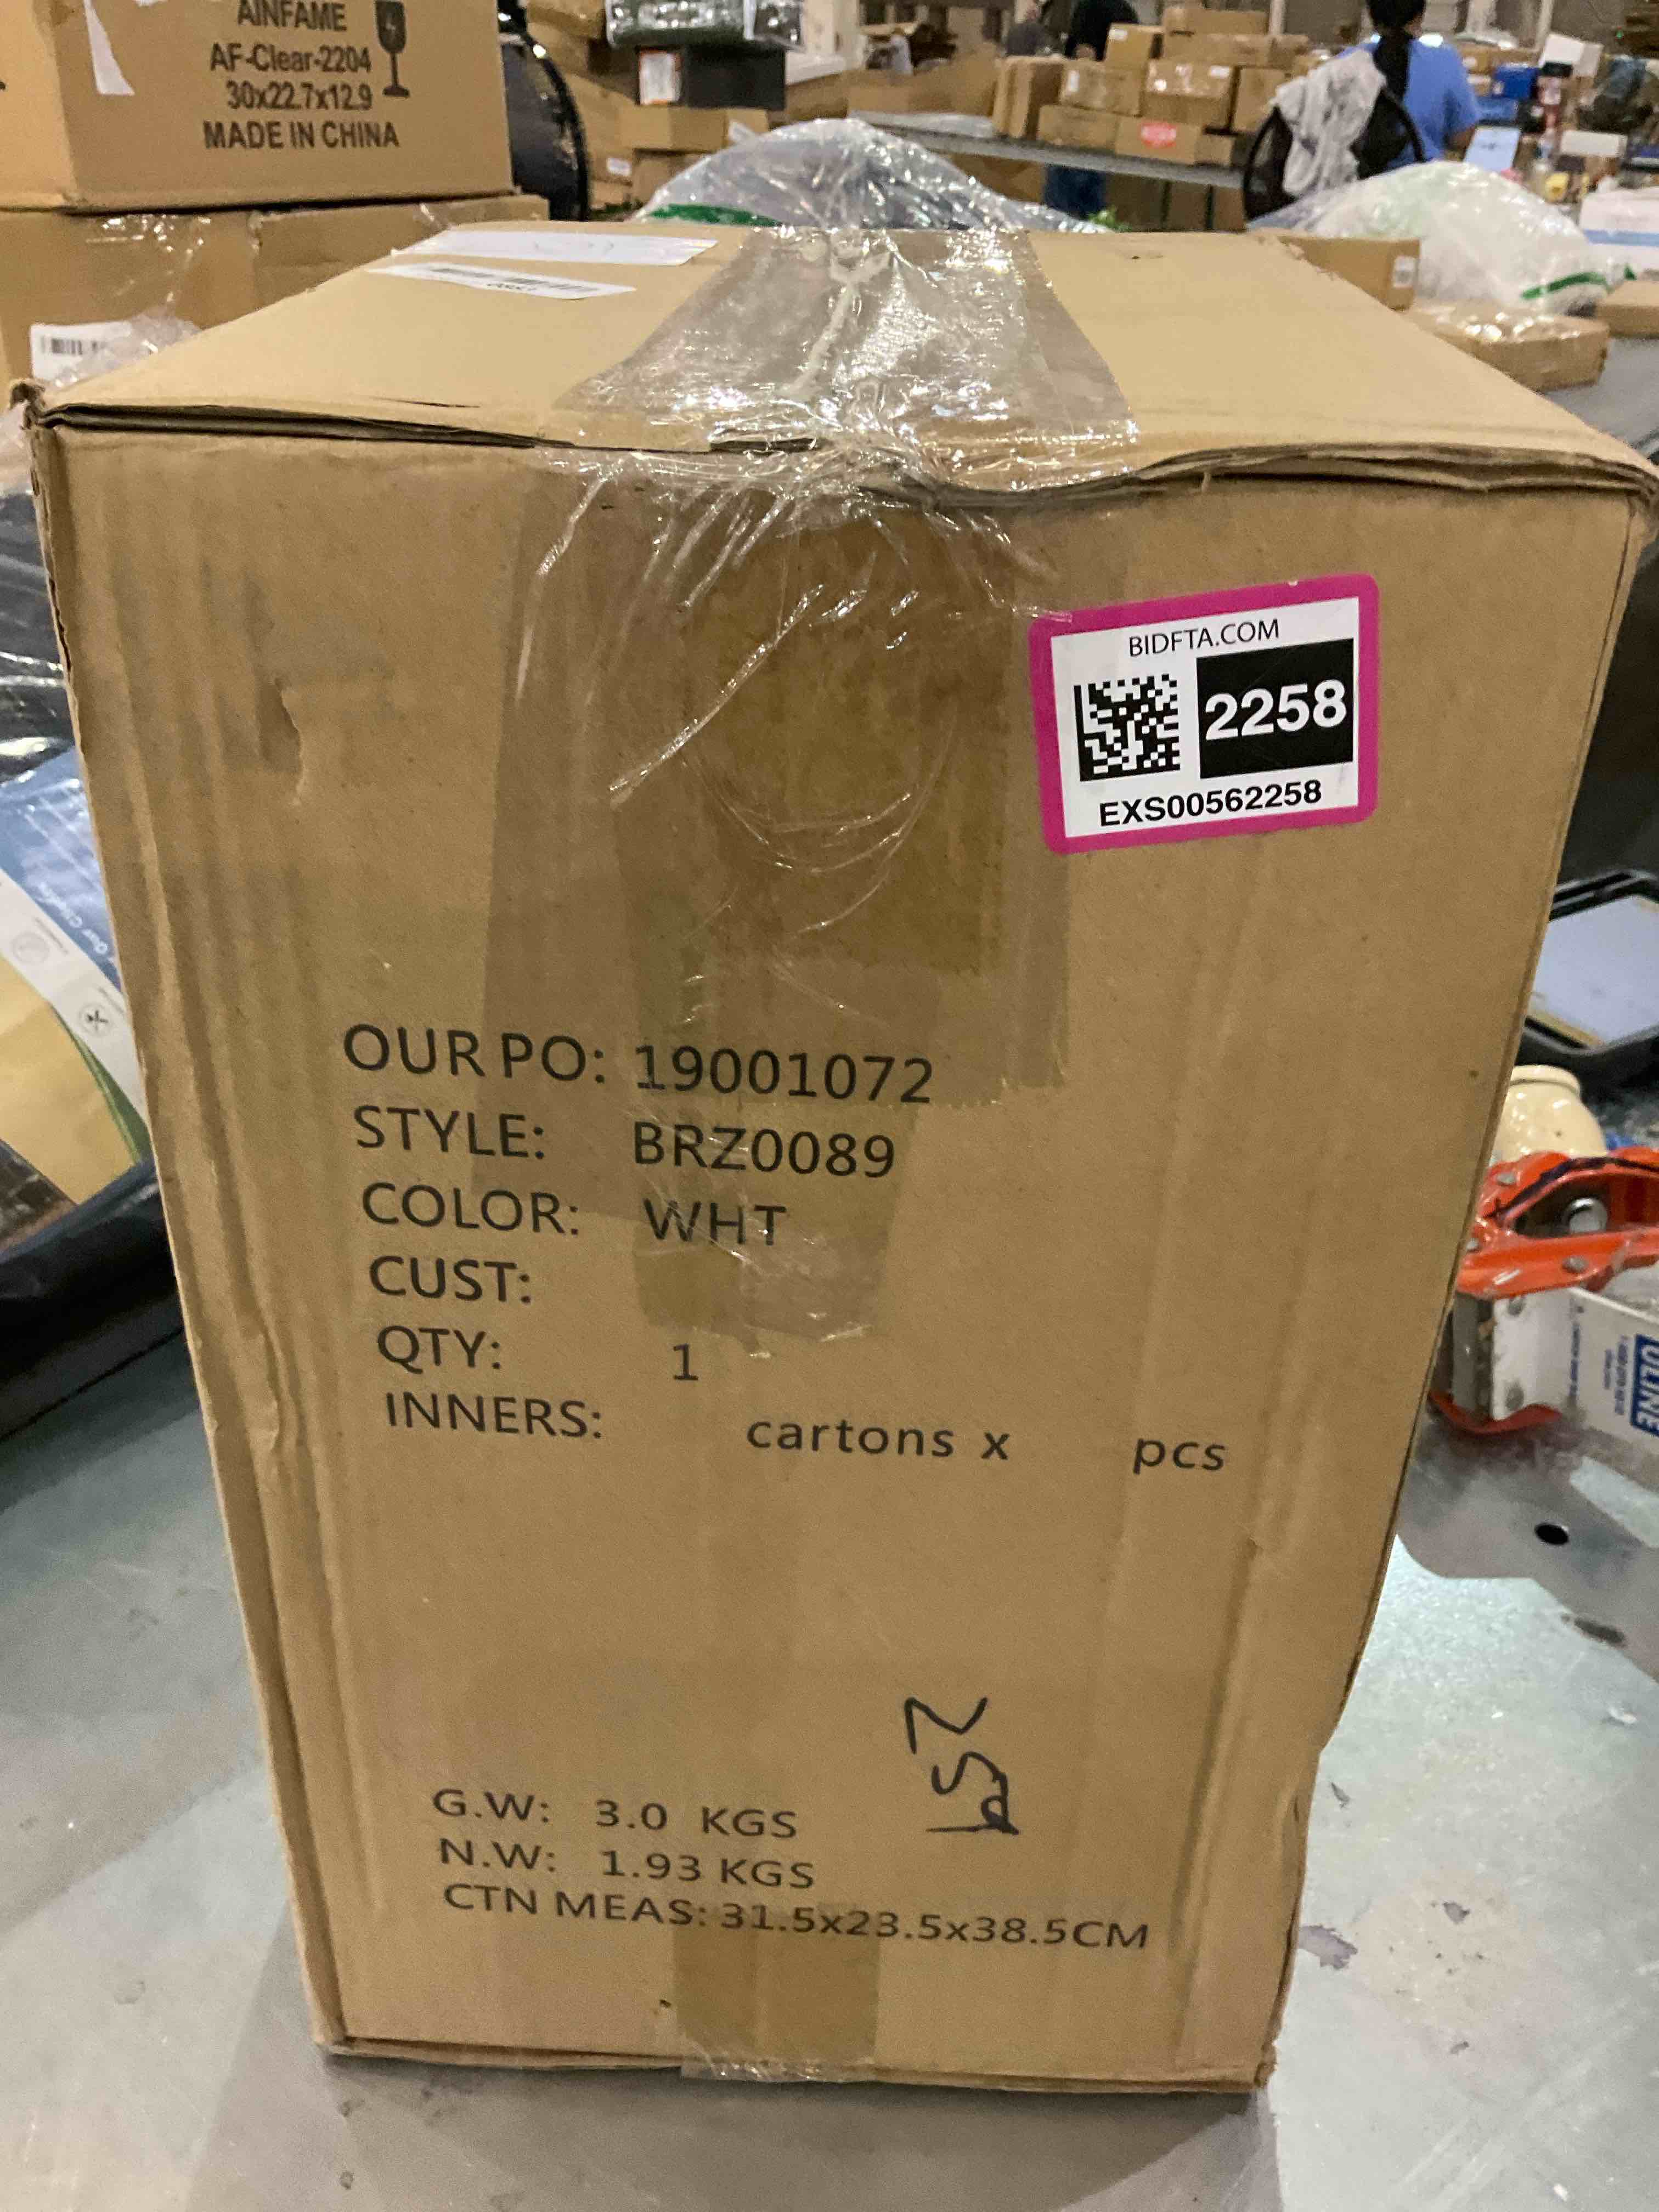 AINFAME
AF-Clear-2204
30x22.7x12.9
MADE IN CHINA
BIDFTA.COM
2258
EXS00562258
OUR PO: 19001072
STYLE: BRZ0089
COLOR: WHT
CUST:
QTY: 1
INNERS: cartons x pcs
G.W: 3.0 KGS
N.W: 1.93 KGS
CTN MEAS: 31.5x23.5x38.5CM
ULINE